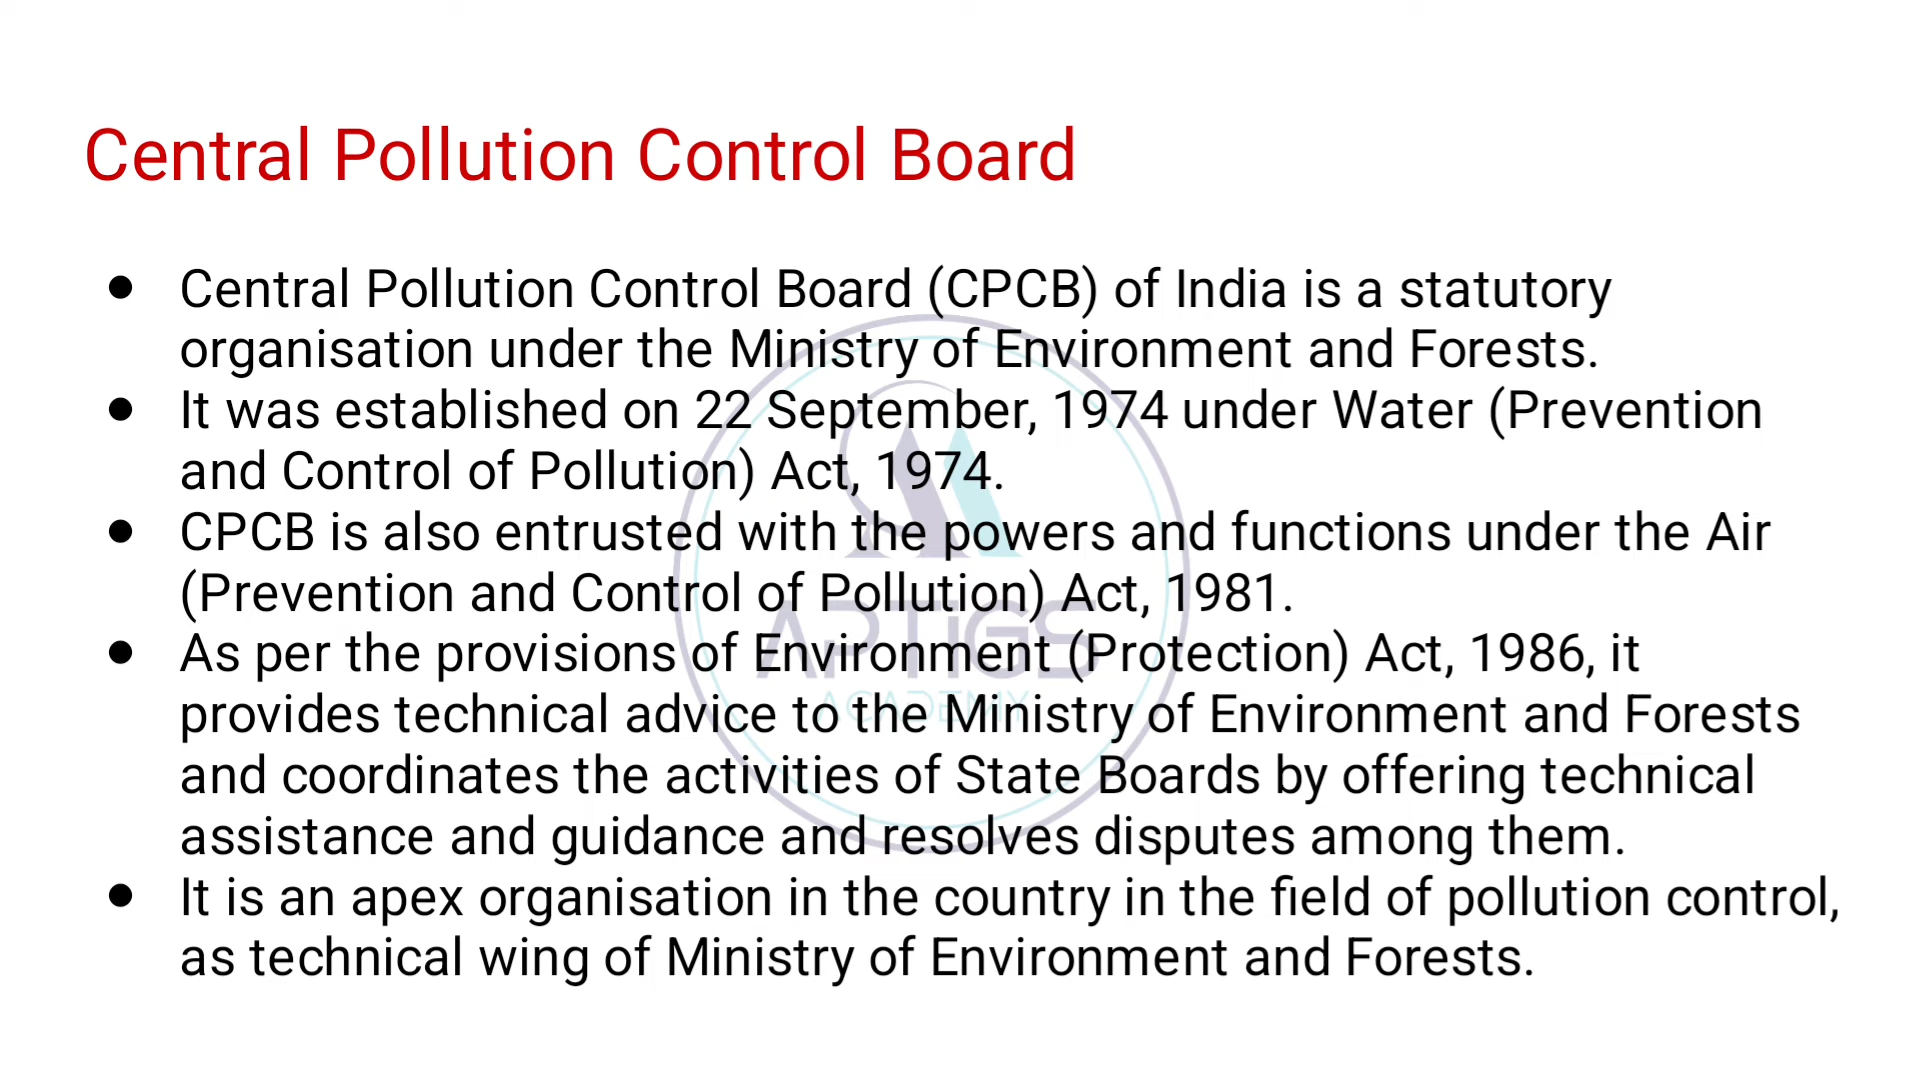 Central Pollution Control Board
● Central Pollution Control Board (CPCB) of India is a statutory
organisation under the Ministry of Environment and Forests.
● It was established on 22 September, 1974 under Water (Prevention
and Control of Pollution) Act, 1974.
● CPCB is also entrusted with the powers and functions under the Air
(Prevention and Control of Pollution) Act, 1981.
● As per the provisions of Environment (Protection) Act, 1986, it
provides technical advice to the Ministry of Environment and Forests
and coordinates the activities of State Boards by offering technical
assistance and guidance and resolves disputes among them.
● It is an apex organisation in the country in the field of pollution control,
as technical wing of Ministry of Environment and Forests.
APTiGS
ACADEMY